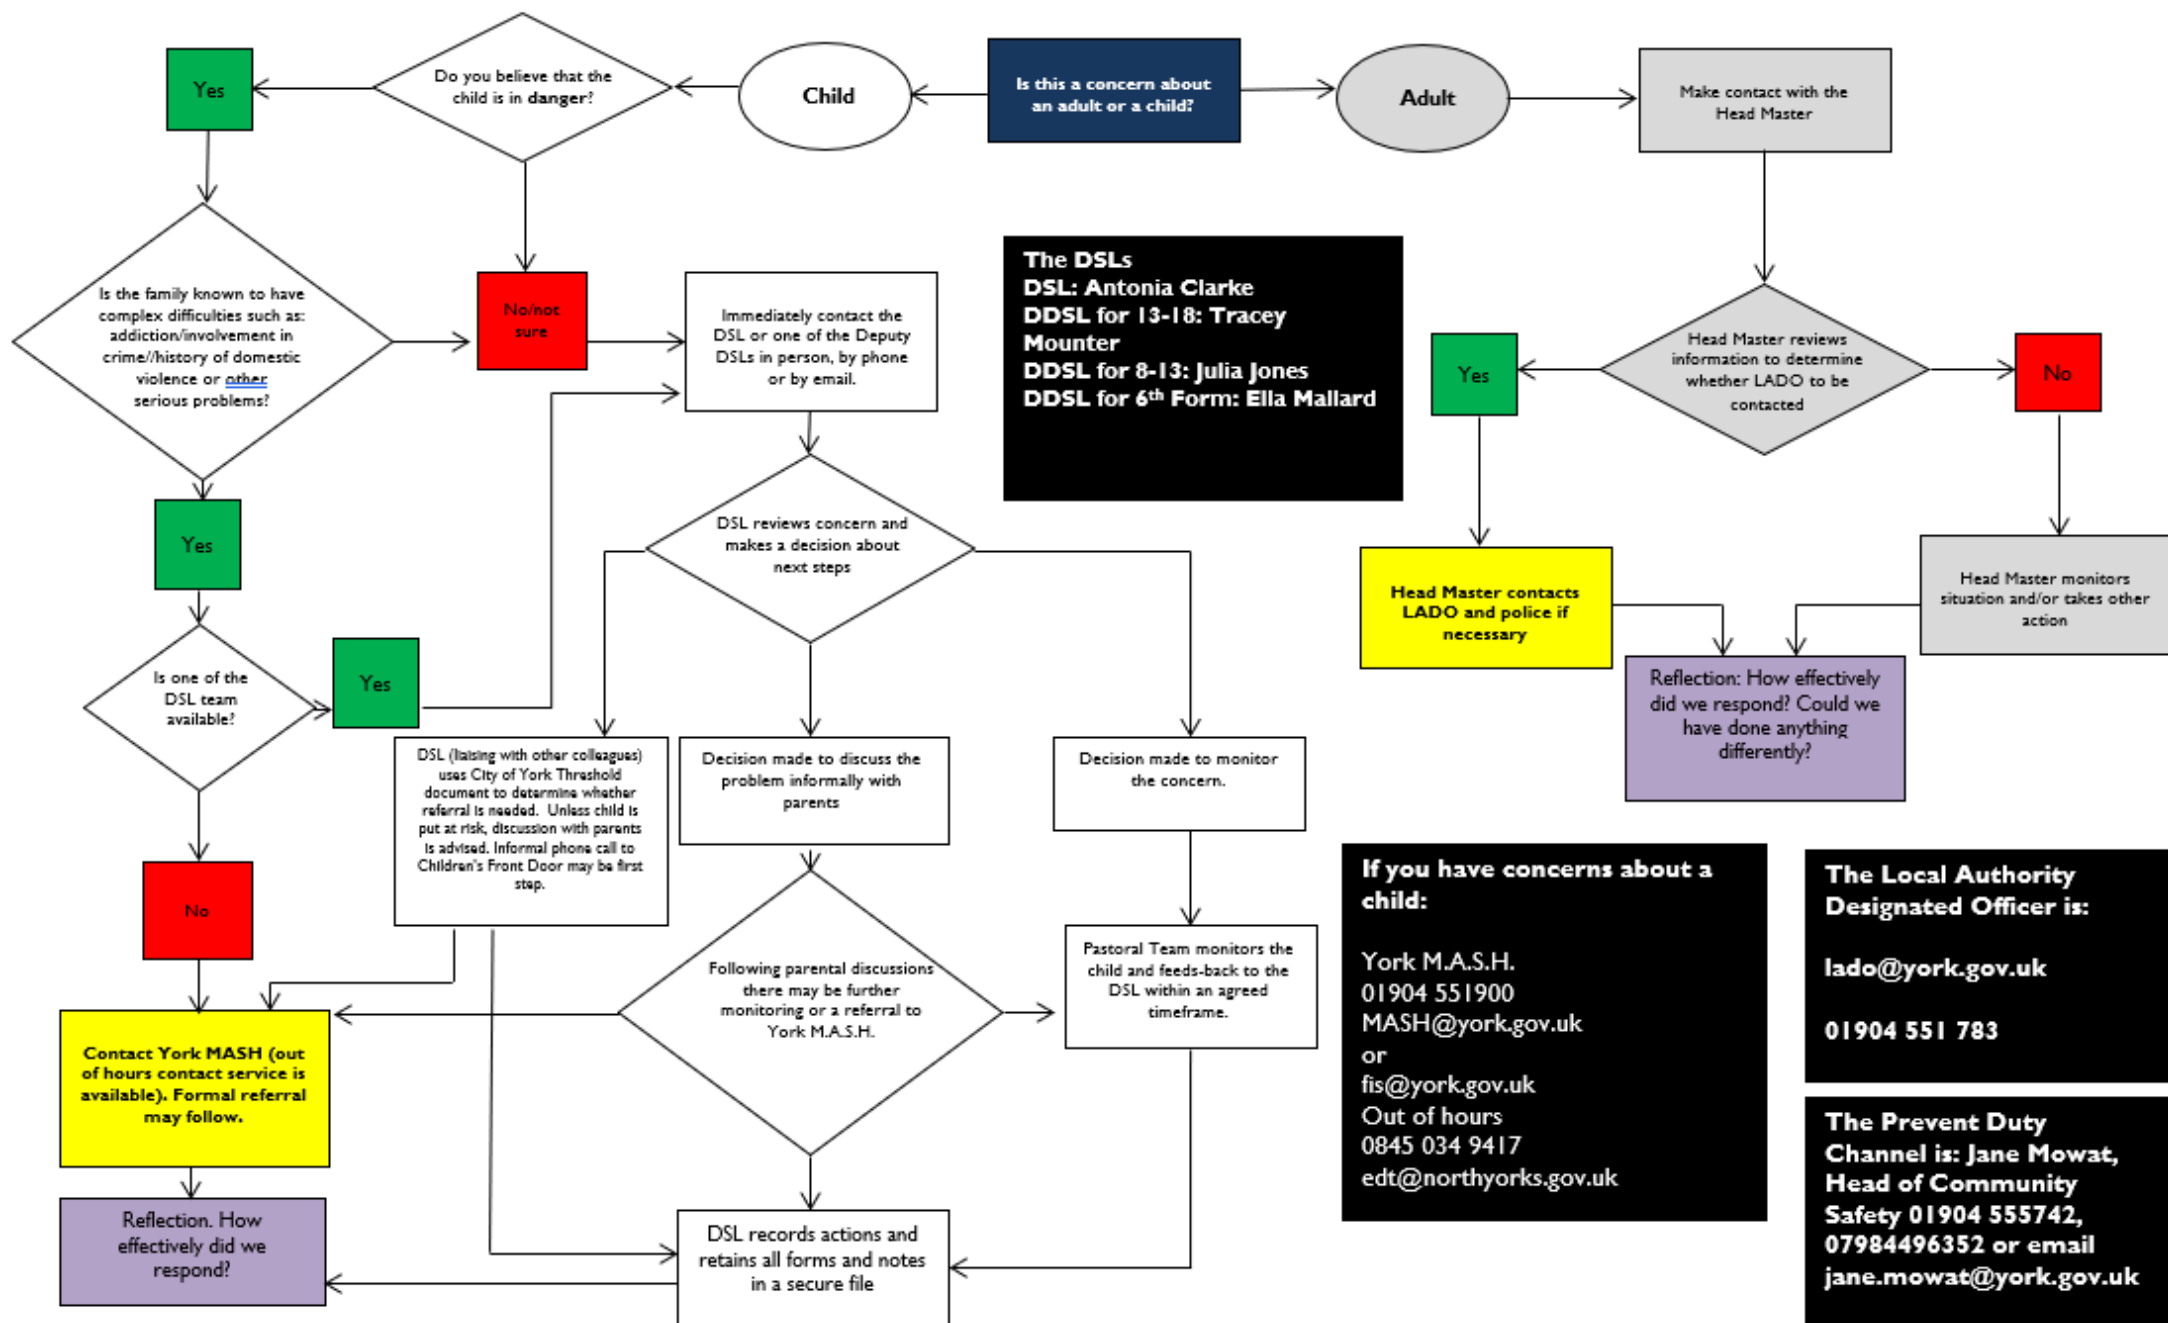 Is this a concern about
an adult or a child?
Child
Do you believe that the
child is in danger?
Yes
Is the family known to have
complex difficulties such as:
addiction/involvement in
crime//history of domestic
violence or other
serious problems?
No/not
sure
Immediately contact the
DSL or one of the Deputy
DSLs in person, by phone
or by email.
Yes
Is one of the
DSL team
available?
Yes
No
DSL reviews concern and
makes a decision about
next steps
DSL (liaising with other colleagues)
uses City of York Threshold
document to determine whether
referral is needed.  Unless child is
put at risk, discussion with parents
is advised. Informal phone call to
Children's Front Door may be first
step.
Decision made to discuss the
problem informally with
parents
Decision made to monitor
the concern.
Following parental discussions
there may be further
monitoring or a referral to
York M.A.S.H.
Pastoral Team monitors the
child and feeds-back to the
DSL within an agreed
timeframe.
Contact York MASH (out
of hours contact service is
available). Formal referral
may follow.
Reflection. How
effectively did we
respond?
DSL records actions and
retains all forms and notes
in a secure file
Adult
Make contact with the
Head Master
Head Master reviews
information to determine
whether LADO to be
contacted
Yes
No
Head Master contacts
LADO and police if
necessary
Head Master monitors
situation and/or takes other
action
Reflection: How effectively
did we respond? Could we
have done anything
differently?
The DSLs
DSL: Antonia Clarke
DDSL for 13-18: Tracey
Mounter
DDSL for 8-13: Julia Jones
DDSL for 6th Form: Ella Mallard
If you have concerns about a
child:
York M.A.S.H.
01904 551900
MASH@york.gov.uk
or
fis@york.gov.uk
Out of hours
0845 034 9417
edt@northyorks.gov.uk
The Local Authority
Designated Officer is:
lado@york.gov.uk
01904 551 783
The Prevent Duty
Channel is: Jane Mowat,
Head of Community
Safety 01904 555742,
07984496352 or email
jane.mowat@york.gov.uk